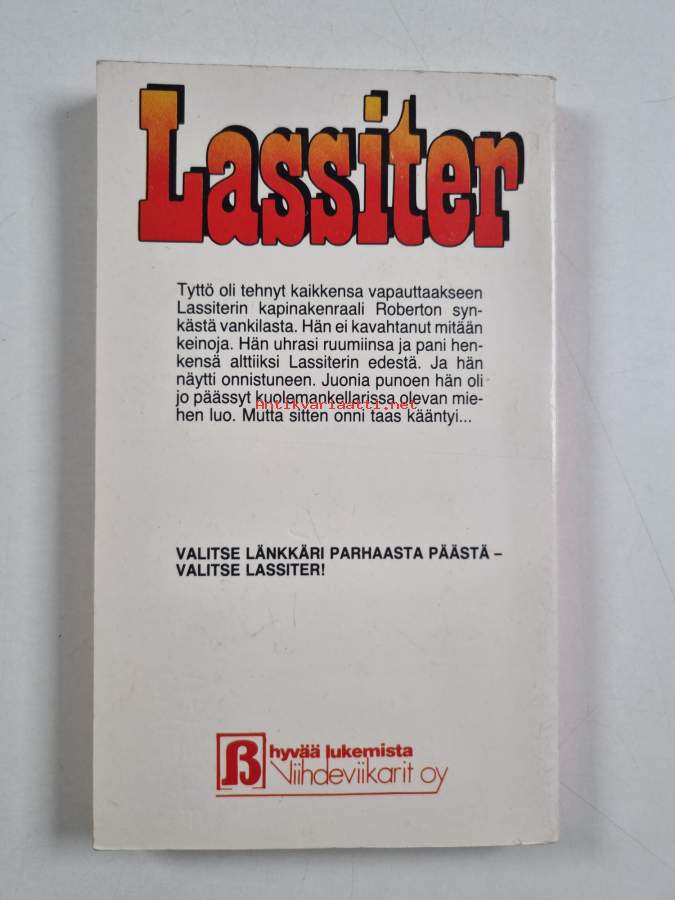 Lassiter
Tyttö oli tehnyt kaikkensa vapauttaakseen
Lassiterin kapinakenraali Roberton syn-
kästä vankilasta. Hän ei kavahtanut mitään
keinoja. Hän uhrasi ruumiinsa ja pani hen-
kensä alttiiksi Lassiterin edestä. Ja hän
näytti onnistuneen. Juonia punoen hän oli
jo päässyt kuolemankellarissa olevan mie-
Antikvariaatti.net
hen luo. Mutta sitten onni taas kääntyi...
VALITSE LÄNKKÄRI PARHAASTA PÄÄSTÄ –
VALITSE LASSITER!
hyvää lukemista
Viihdeviikarit oy